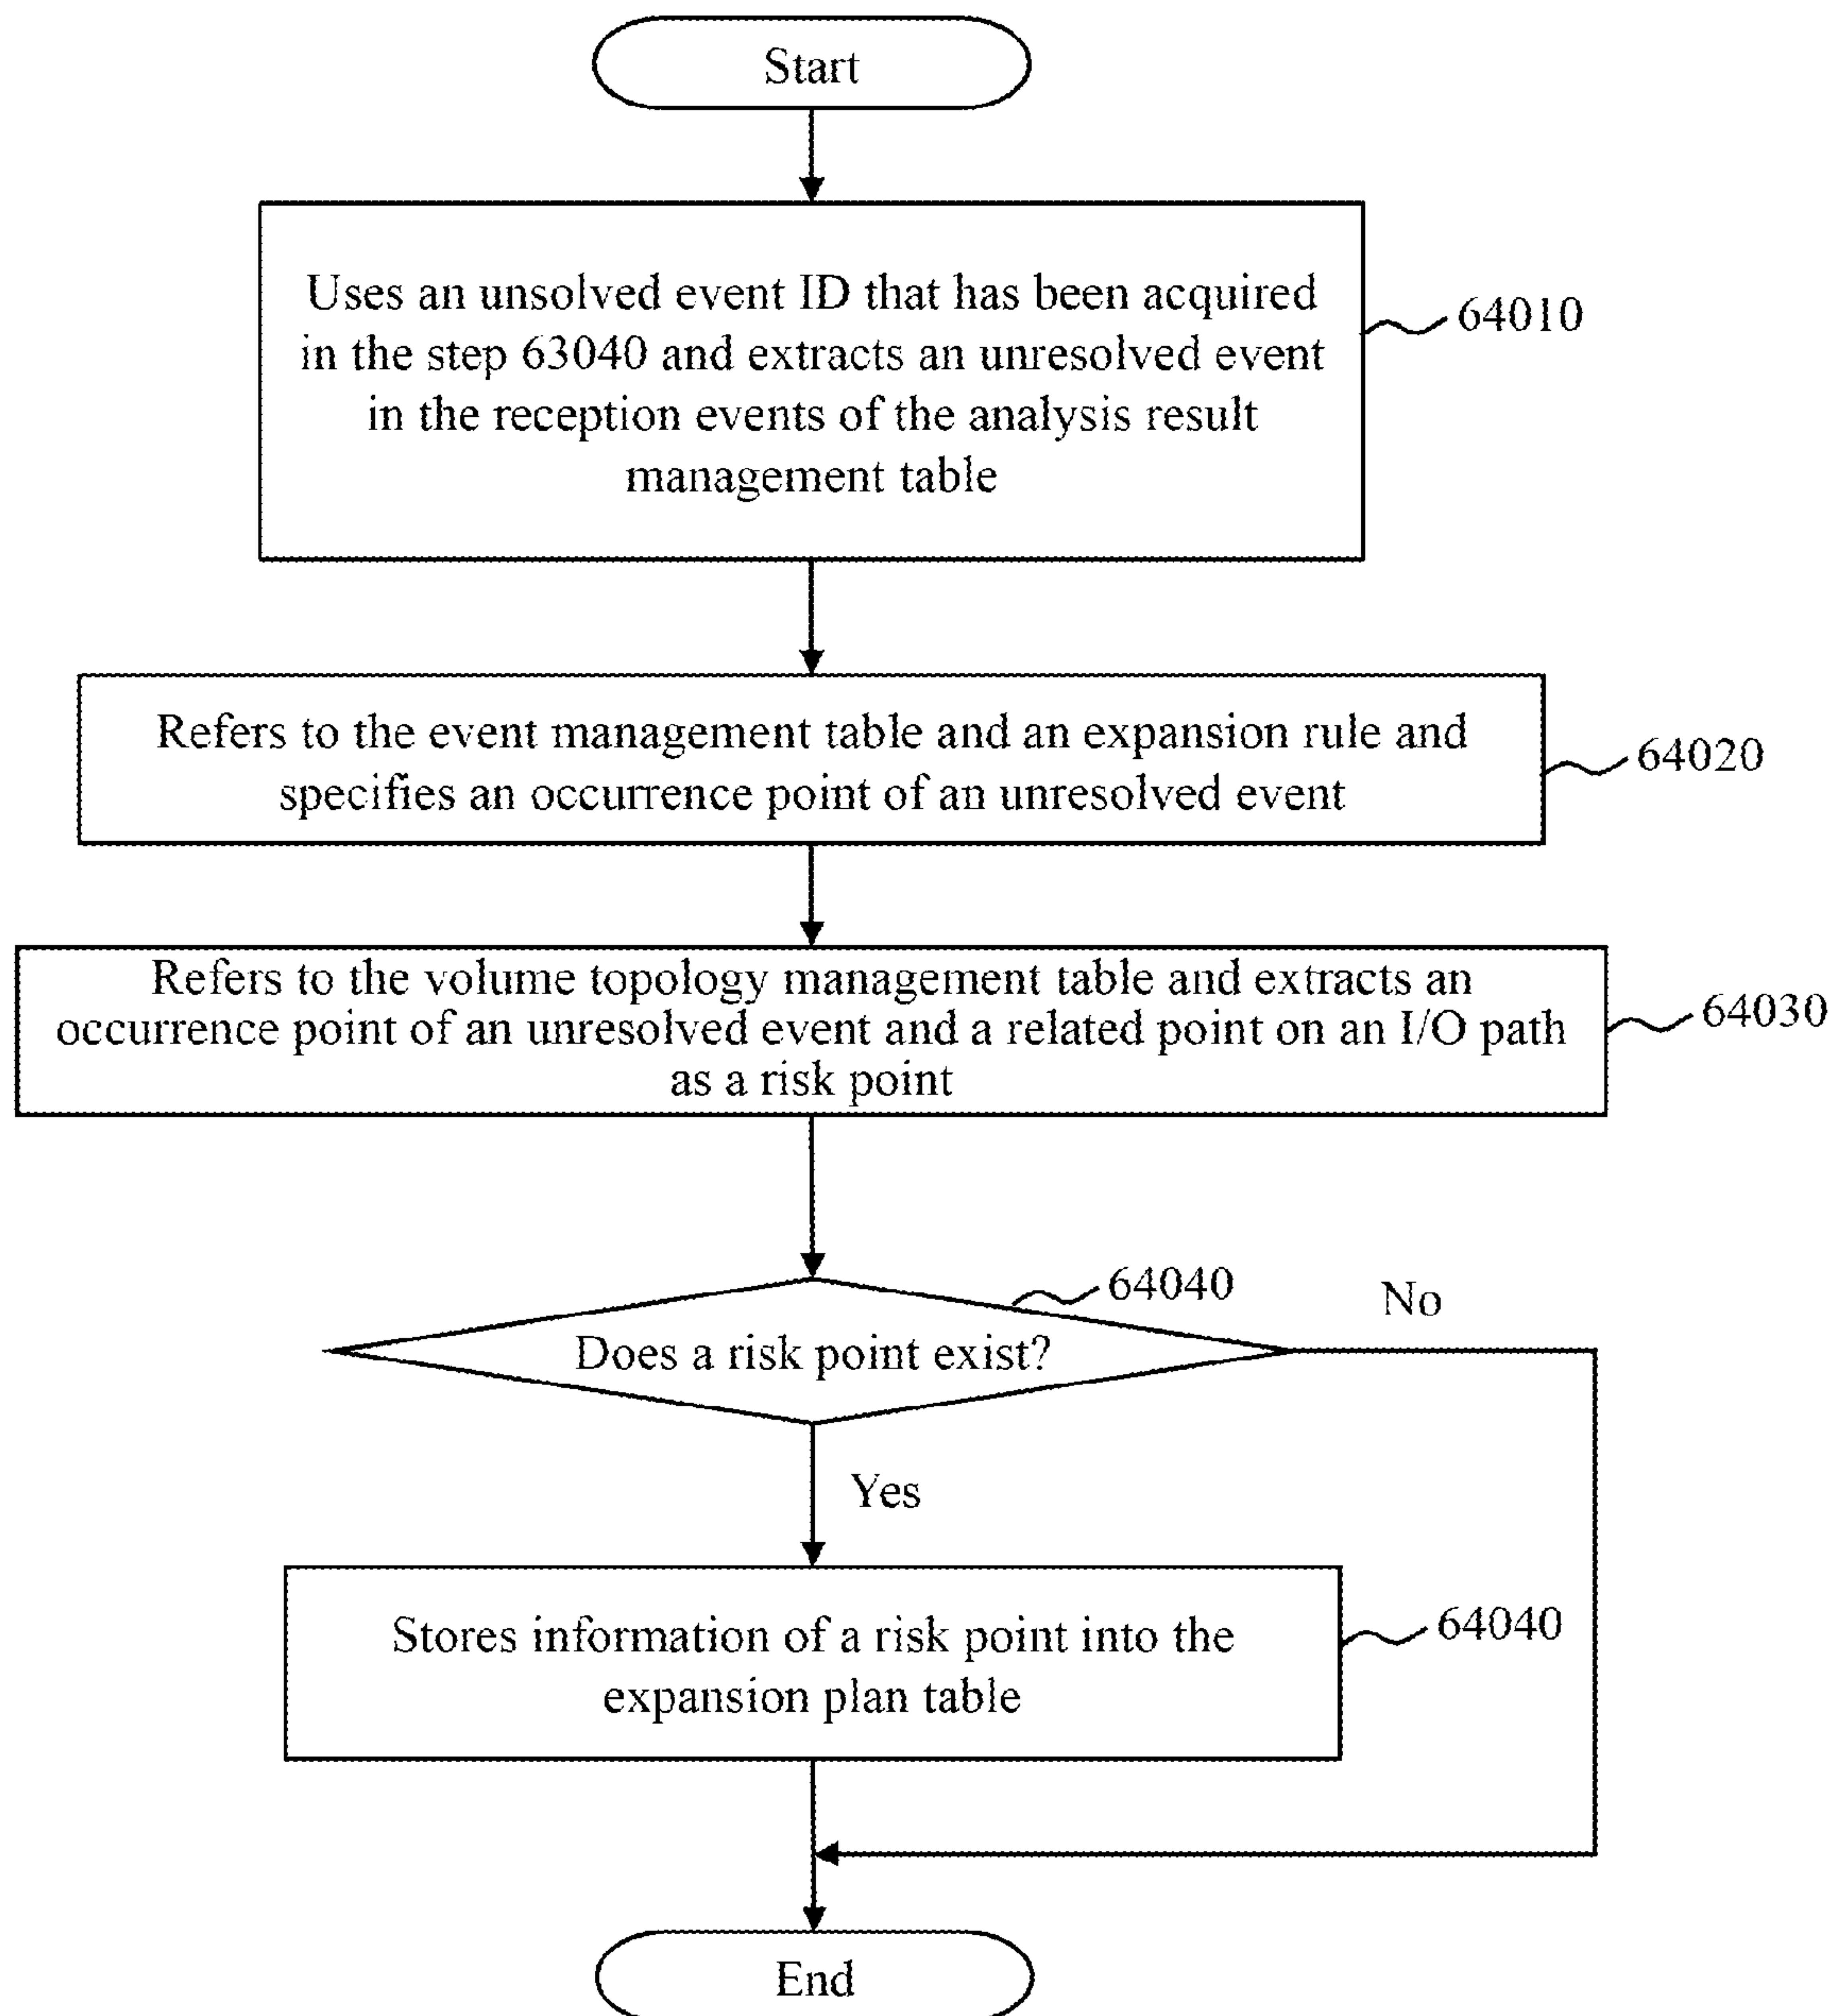 Start
Uses an unsolved event ID that has been acquired
in the step 63040 and extracts an unresolved event
in the reception events of the analysis result
management table
64010
Refers to the event management table and an expansion rule and
specifies an occurrence point of an unresolved event
64020
Refers to the volume topology management table and extracts an
occurrence point of an unresolved event and a related point on an I/O path
as a risk point
64030
64040
No
Does a risk point exist?
Yes
Stores information of a risk point into the
expansion plan table
64040
End